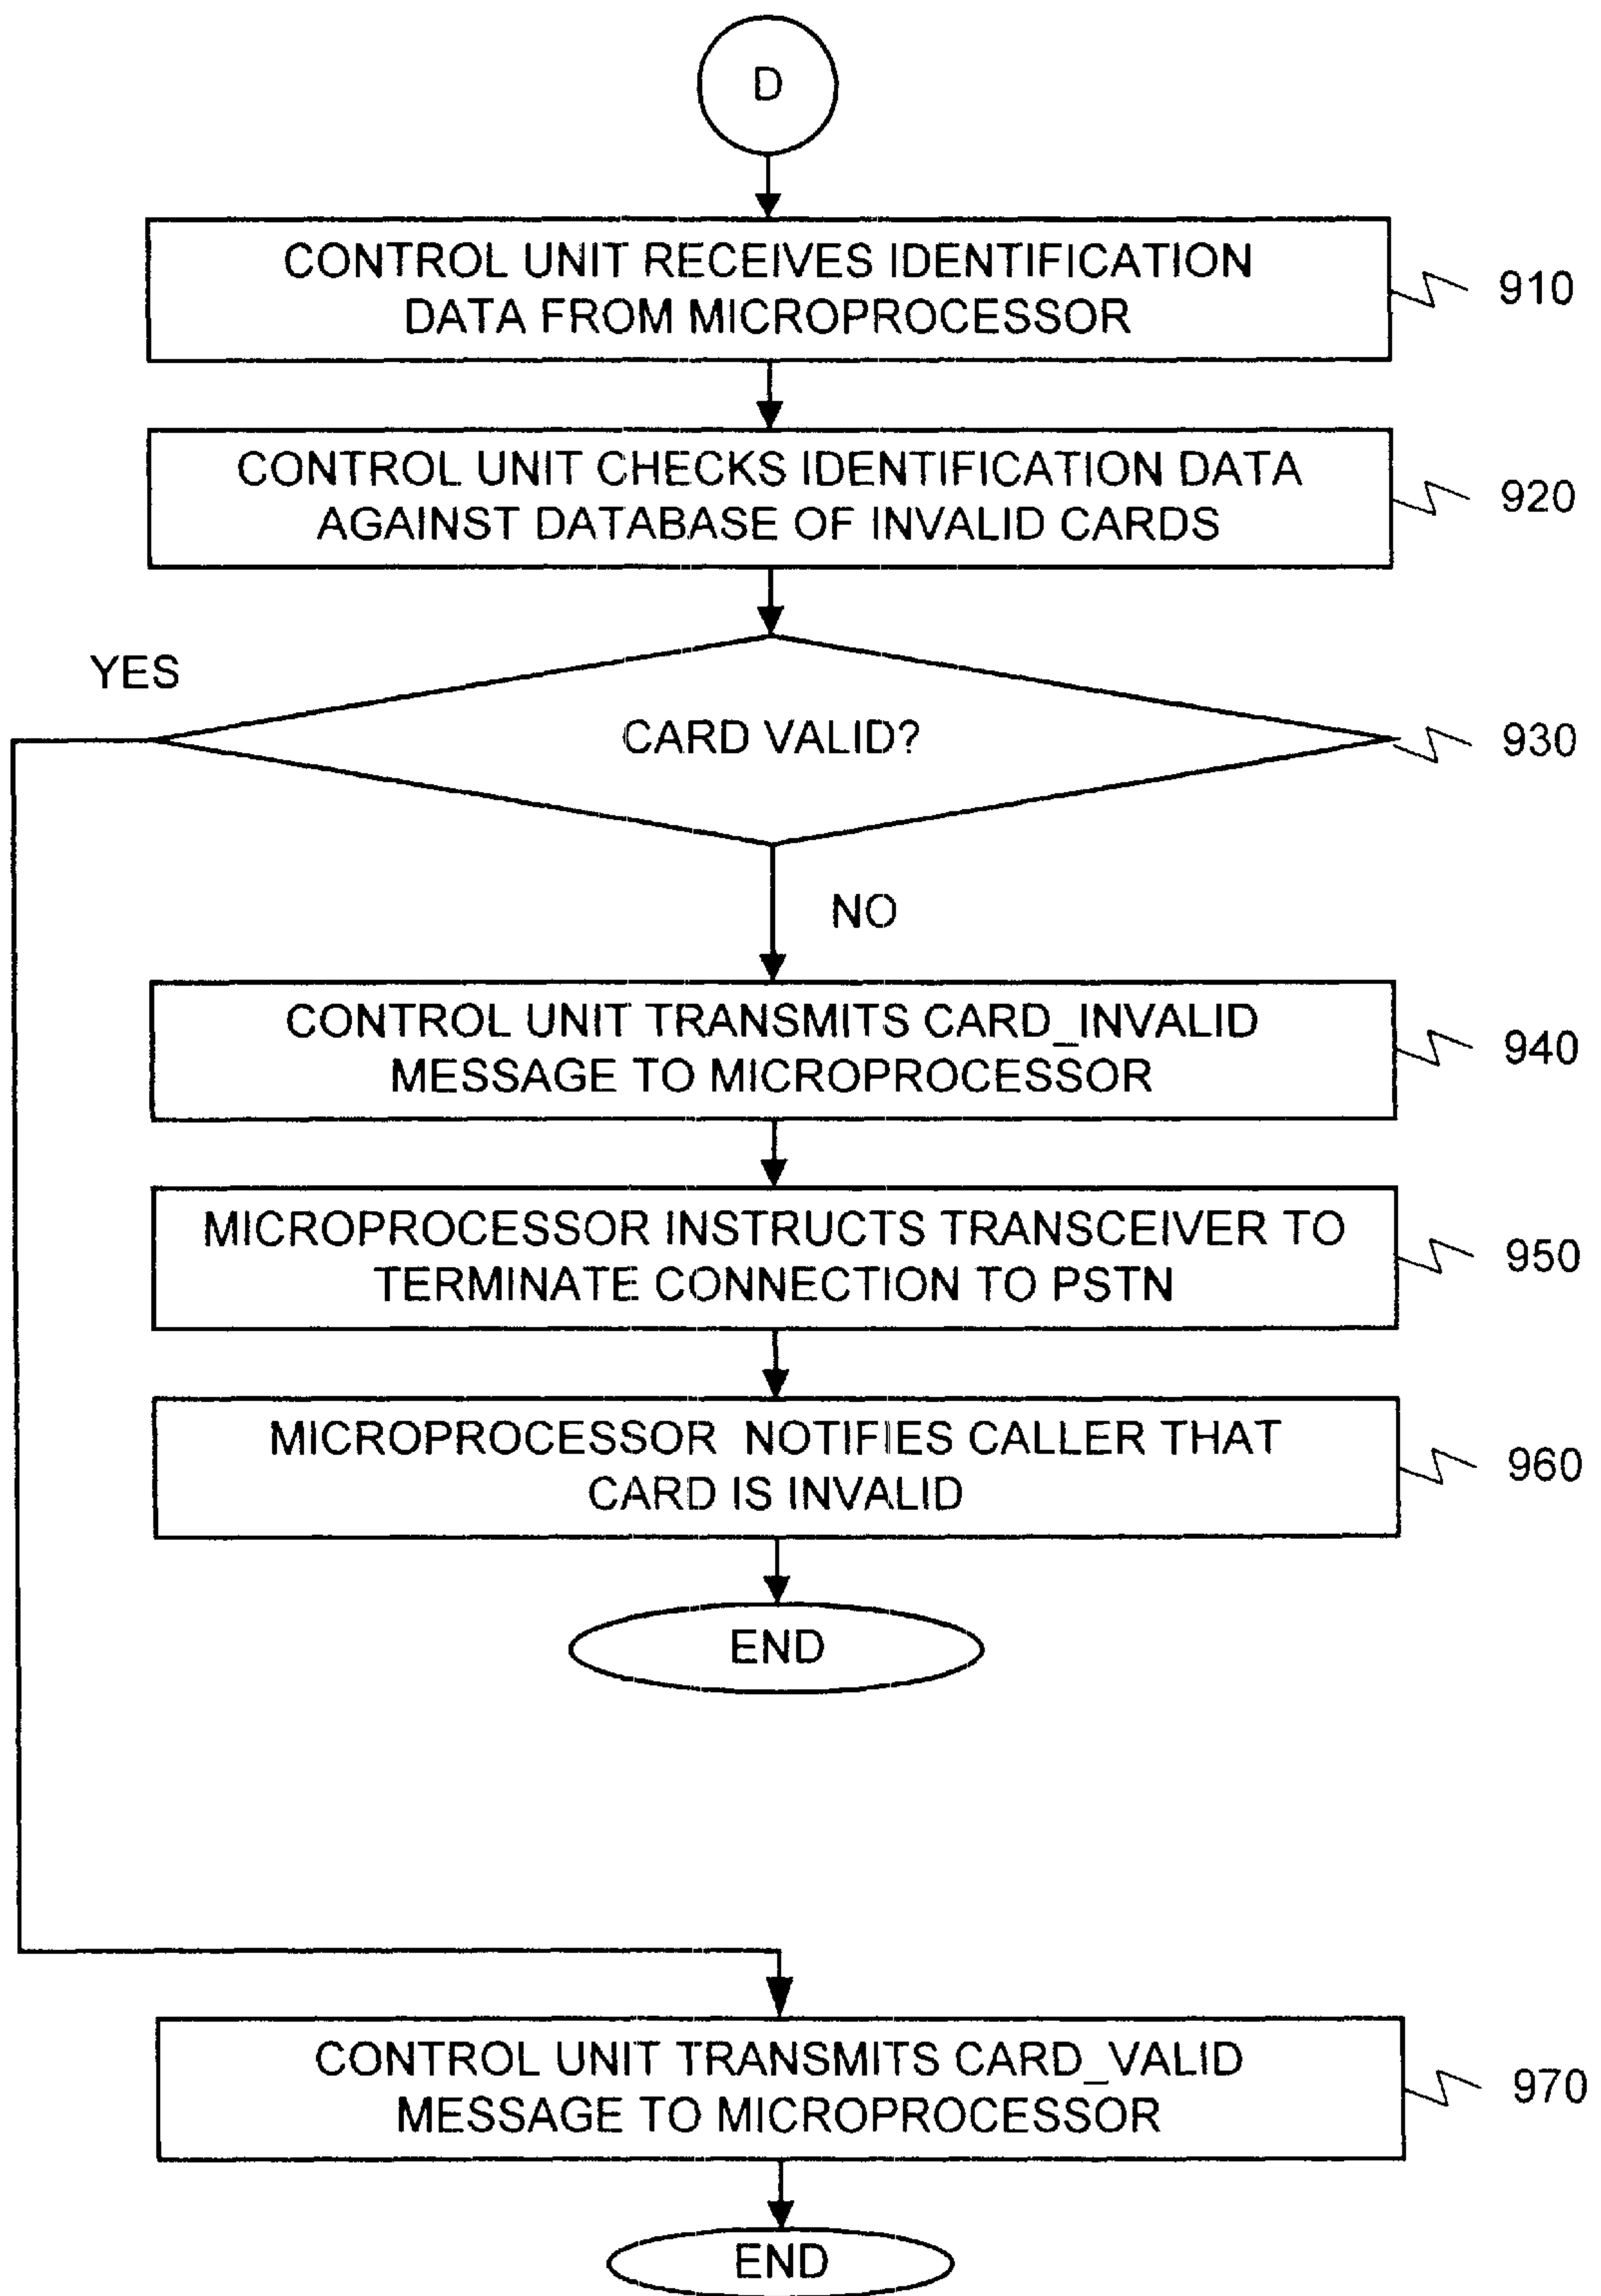 D
CONTROL UNIT RECEIVES IDENTIFICATION
DATA FROM MICROPROCESSOR
910
CONTROL UNIT CHECKS IDENTIFICATION DATA
AGAINST DATABASE OF INVALID CARDS
920
YES
CARD VALID?
930
NO
CONTROL UNIT TRANSMITS CARD_INVALID
MESSAGE TO MICROPROCESSOR
940
MICROPROCESSOR INSTRUCTS TRANSCEIVER TO
TERMINATE CONNECTION TO PSTN
950
MICROPROCESSOR NOTIFIES CALLER THAT
CARD IS INVALID
960
END
CONTROL UNIT TRANSMITS CARD_VALID
MESSAGE TO MICROPROCESSOR
970
END